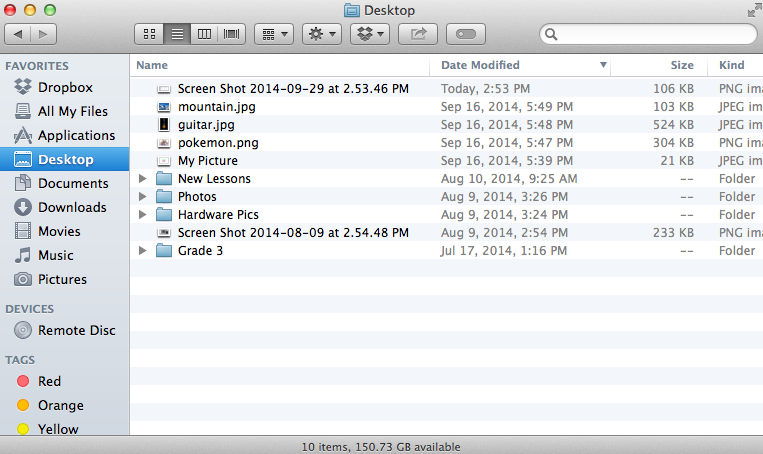 Desktop
FAVORITES
Dropbox
All My Files
Applications
Desktop
Documents
Downloads
Movies
Music
Pictures
DEVICES
Remote Disc
TAGS
Red
Orange
Yellow
Name Date Modified Size Kind
Screen Shot 2014-09-29 at 2.53.46 PM Today, 2:53 PM 106 KB PNG ima
mountain.jpg Sep 16, 2014, 5:49 PM 103 KB JPEG im
guitar.jpg Sep 16, 2014, 5:48 PM 524 KB JPEG im
pokemon.png Sep 16, 2014, 5:47 PM 304 KB PNG ima
My Picture Sep 16, 2014, 5:39 PM 21 KB JPEG im
New Lessons Aug 10, 2014, 9:25 AM -- Folder
Photos Aug 9, 2014, 3:26 PM -- Folder
Hardware Pics Aug 9, 2014, 3:24 PM -- Folder
Screen Shot 2014-08-09 at 2.54.48 PM Aug 9, 2014, 2:54 PM 233 KB PNG ima
Grade 3 Jul 17, 2014, 1:16 PM -- Folder
10 items, 150.73 GB available